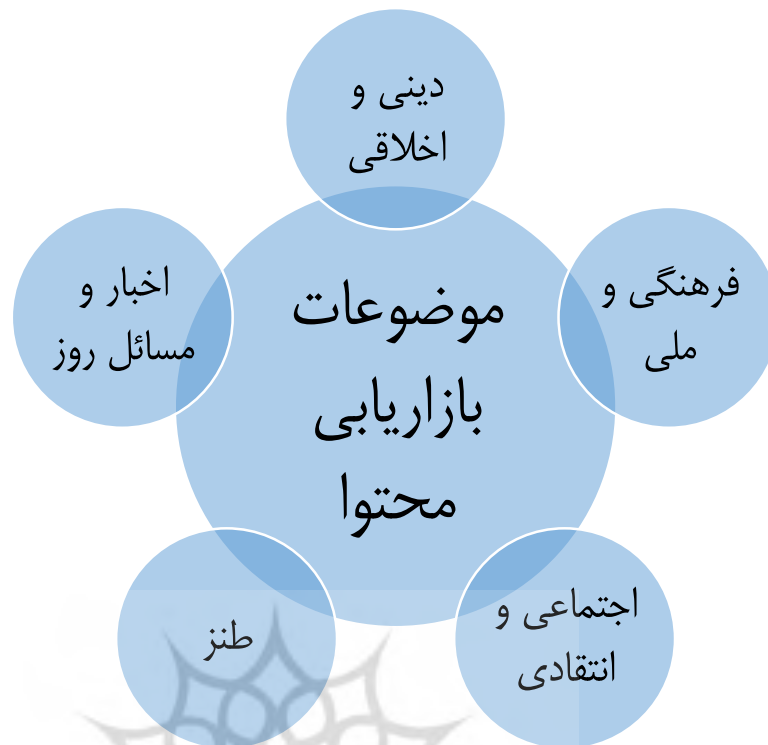 دینی و
اخلاقی
فرهنگی و
ملی
اخبار و
مسائل روز
موضوعات
بازاریابی
محتوا
اجتماعی و
انتقادی
طنز